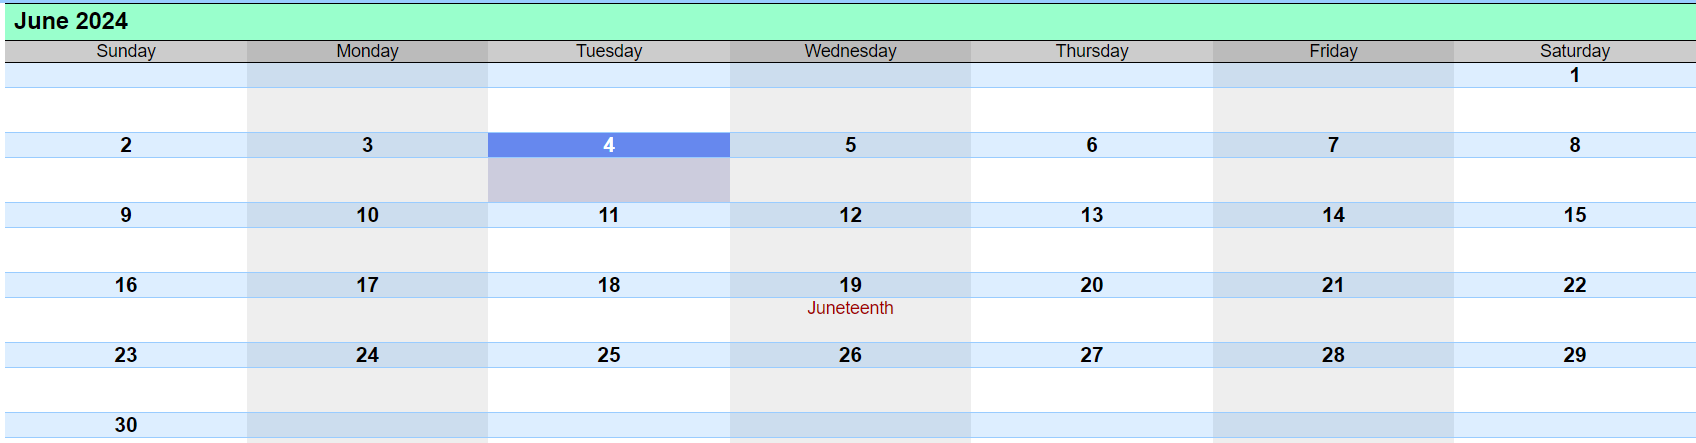 June 2024
Sunday Monday Tuesday Wednesday Thursday Friday Saturday
1
2 3 4 5 6 7 8
9 10 11 12 13 14 15
16 17 18 19 20 21 22
Juneteenth
23 24 25 26 27 28 29
30